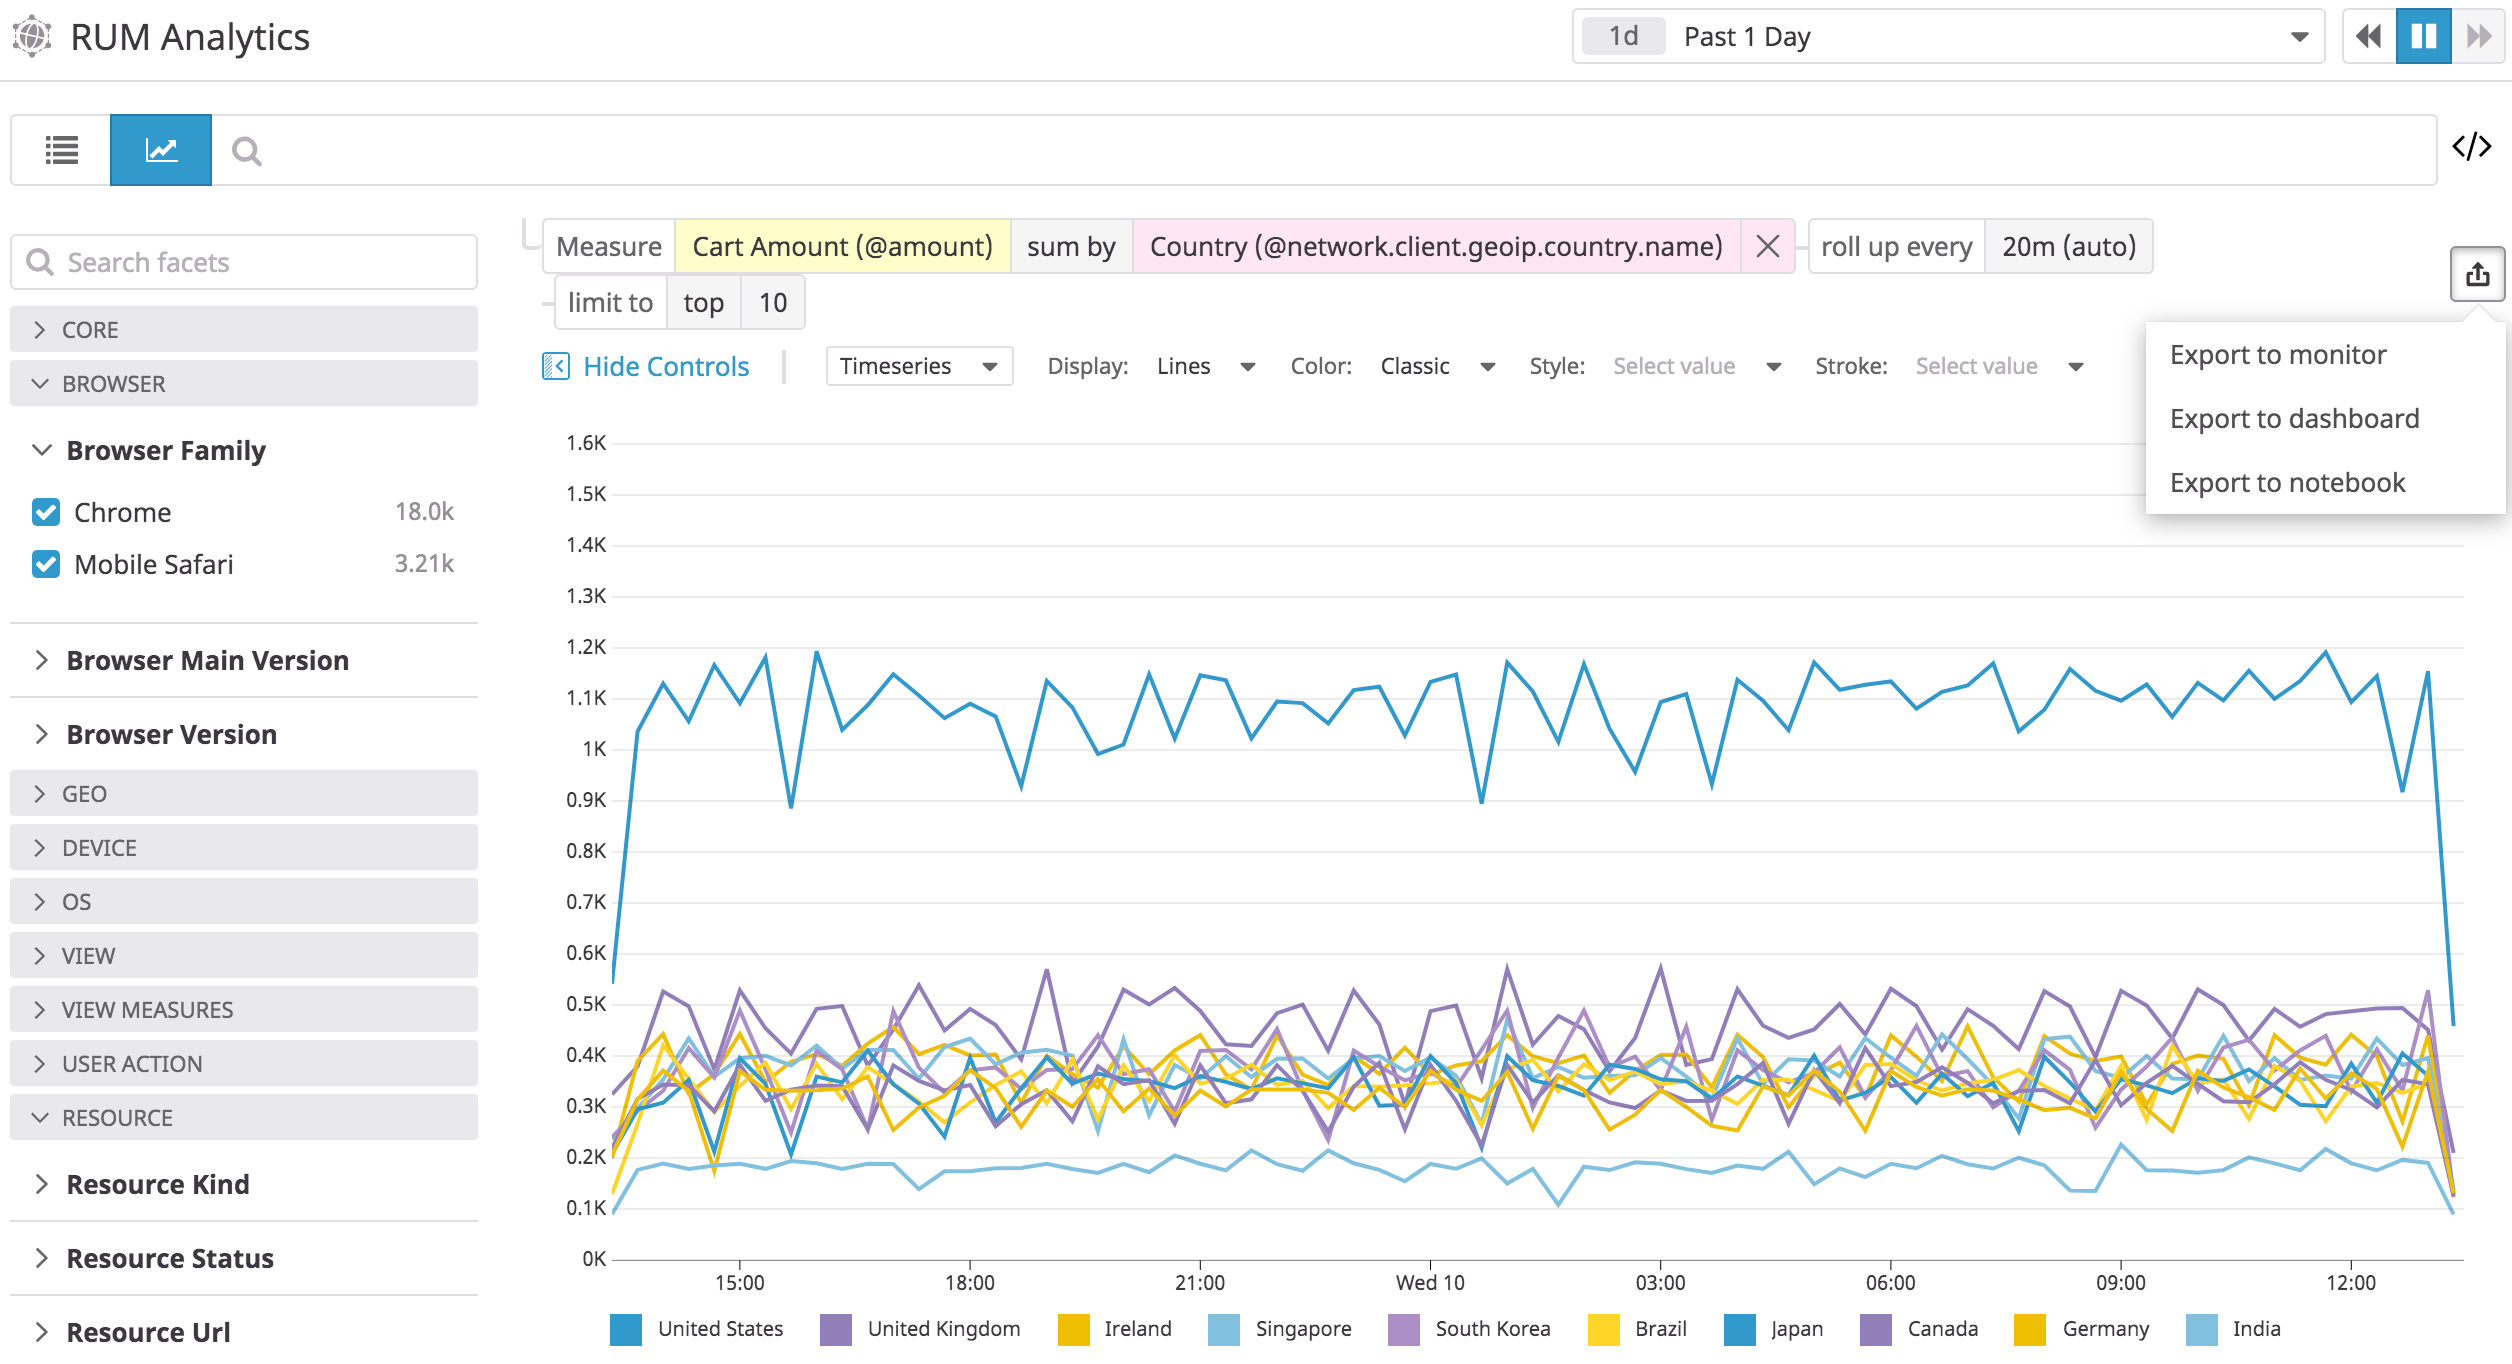 RUM Analytics
1d Past 1 Day
</>
Search facets
CORE
BROWSER
Browser Family
Chrome 18.0k
Mobile Safari 3.21k
Browser Main Version
Browser Version
GEO
DEVICE
OS
VIEW
VIEW MEASURES
USER ACTION
RESOURCE
Resource Kind
Resource Status
Resource Url
Measure Cart Amount (@amount) sum by Country (@network.client.geoip.country.name) roll up every 20m (auto)
limit to top 10
Hide Controls Timeseries Display: Lines Color: Classic Style: Select value Stroke: Select value
Export to monitor
Export to dashboard
Export to notebook
1.6K
1.5K
1.4K
1.3K
1.2K
1.1K
1K
0.9K
0.8K
0.7K
0.6K
0.5K
0.4K
0.3K
0.2K
0.1K
0K
15:00 18:00 21:00 Wed 10 03:00 06:00 09:00 12:00
United States United Kingdom Ireland Singapore South Korea Brazil Japan Canada Germany India